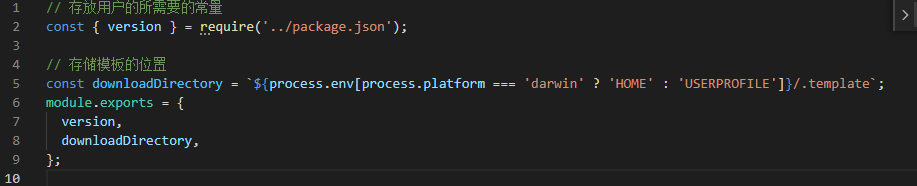 1 // 存放用户的所需要的常量
2 const { version } = require('../package.json');
3
4 // 存储模板的位置
5 const downloadDirectory = `${process.env[process.platform === 'darwin' ? 'HOME' : 'USERPROFILE']}/.template`;
6 module.exports = {
7   version,
8   downloadDirectory,
9 };
10